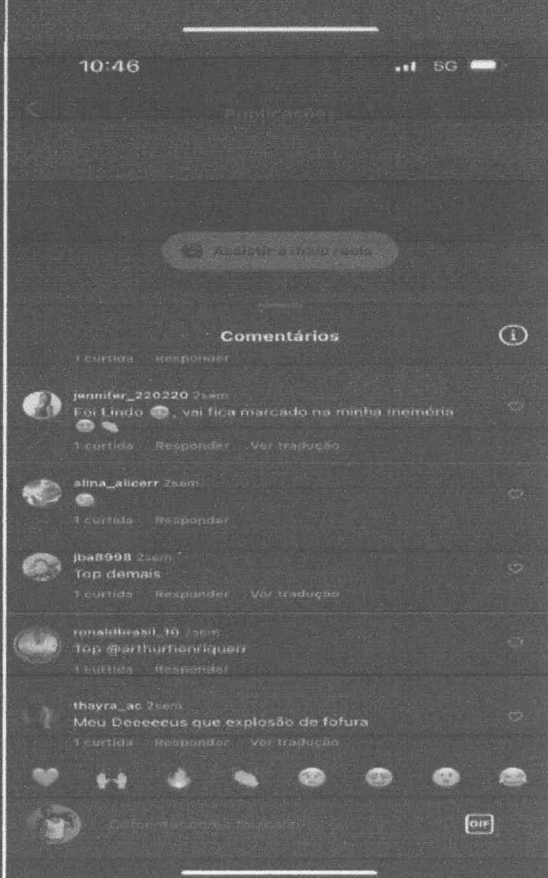 10:46
5G
Publicações
Assistir a mais reels
Comentários
1 curtida Responder
jennifer_220220 2sem
Foi Lindo 🥹, vai fica marcado na minha memória
1 curtida Responder Ver tradução
alina_alicerr 2sem
1 curtida Responder
jba8998 2sem
Top demais
1 curtida Responder Ver tradução
ronaldbrasil_10 2sem
Top @arthurhenriquerr
1 curtida Responder
thayra_ac 2sem
Meu Deeeeeus que explosão de fofura
1 curtida Responder Ver tradução
GIF